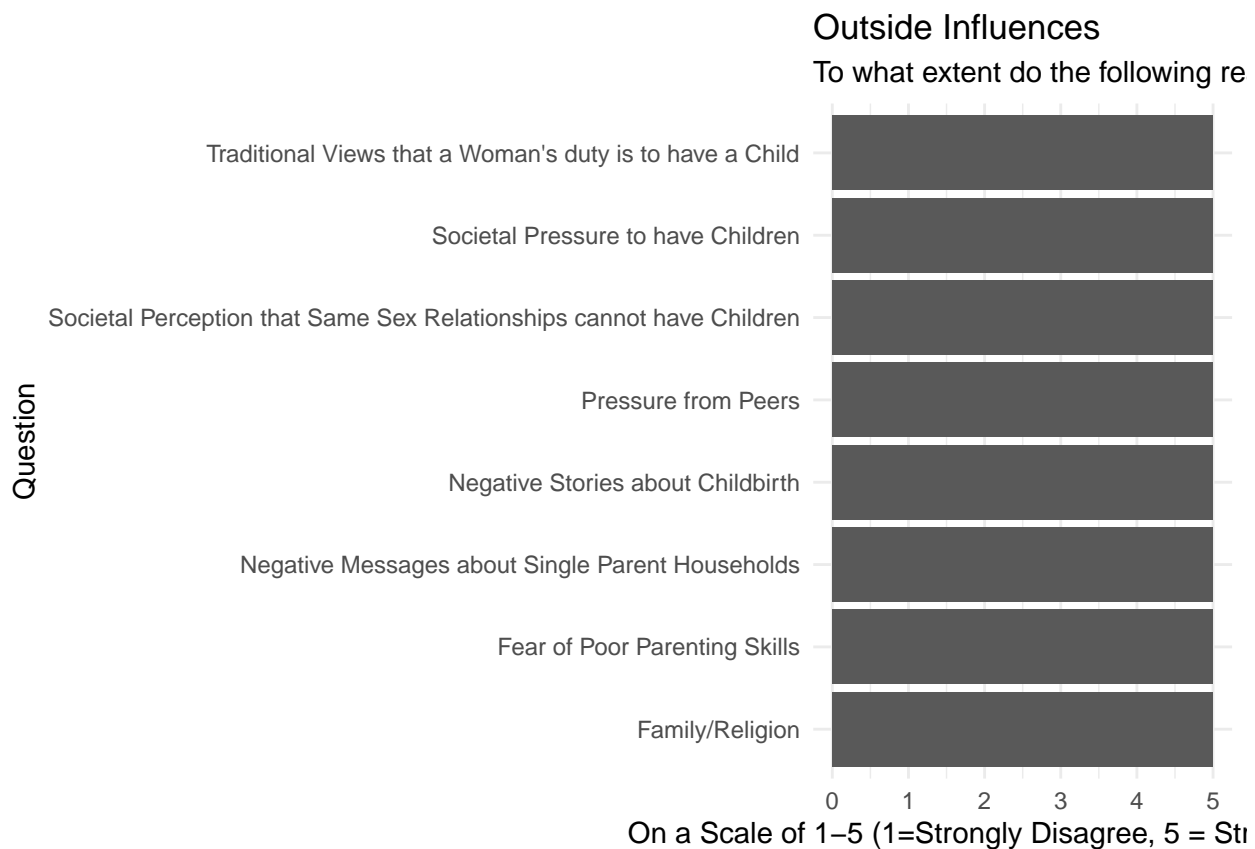 Outside Influences
To what extent do the following re
Traditional Views that a Woman's duty is to have a Child
Societal Pressure to have Children
Societal Perception that Same Sex Relationships cannot have Children
Pressure from Peers
Negative Stories about Childbirth
Negative Messages about Single Parent Households
Fear of Poor Parenting Skills
Family/Religion
Question
0 1 2 3 4 5
On a Scale of 1−5 (1=Strongly Disagree, 5 = Str